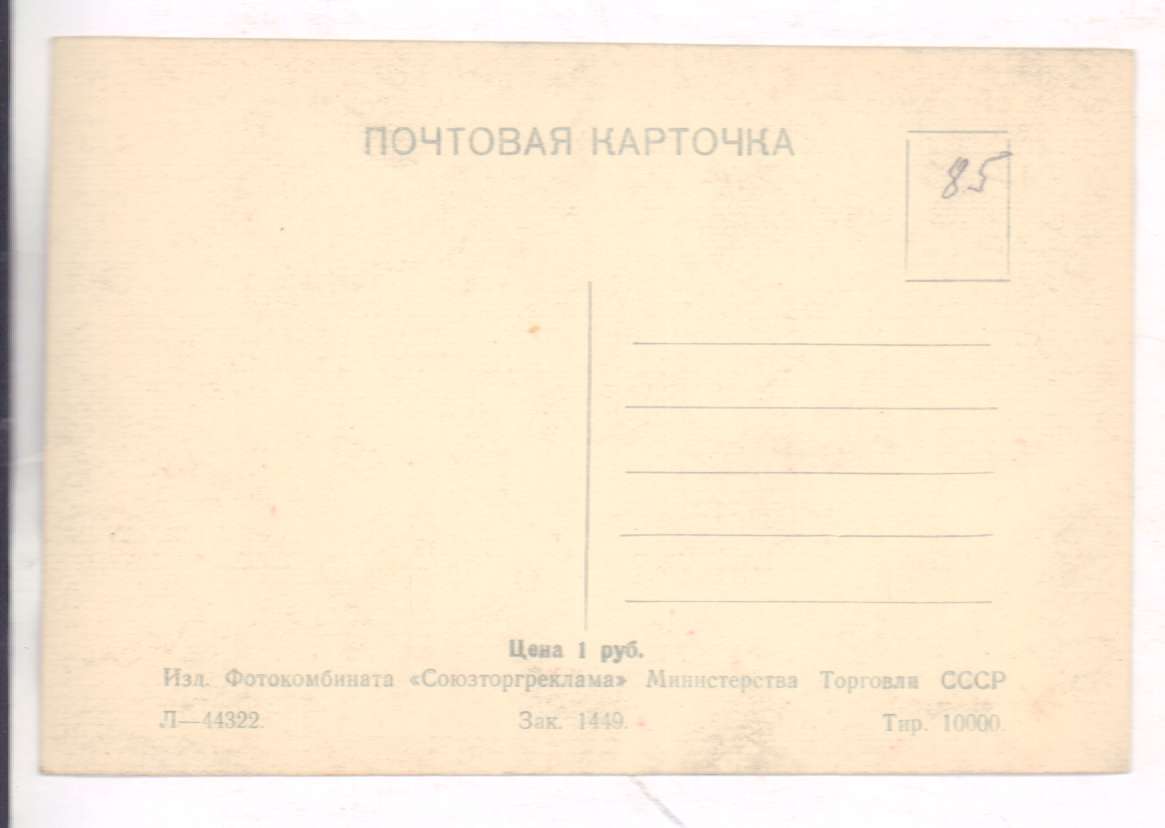 ПОЧТОВАЯ КАРТОЧКА
85
Цена 1 руб.
Изд. Фотокомбината «Союзторгреклама» Министерства Торговли СССР
Л—44322. Зак. 1449. Тир. 10000.